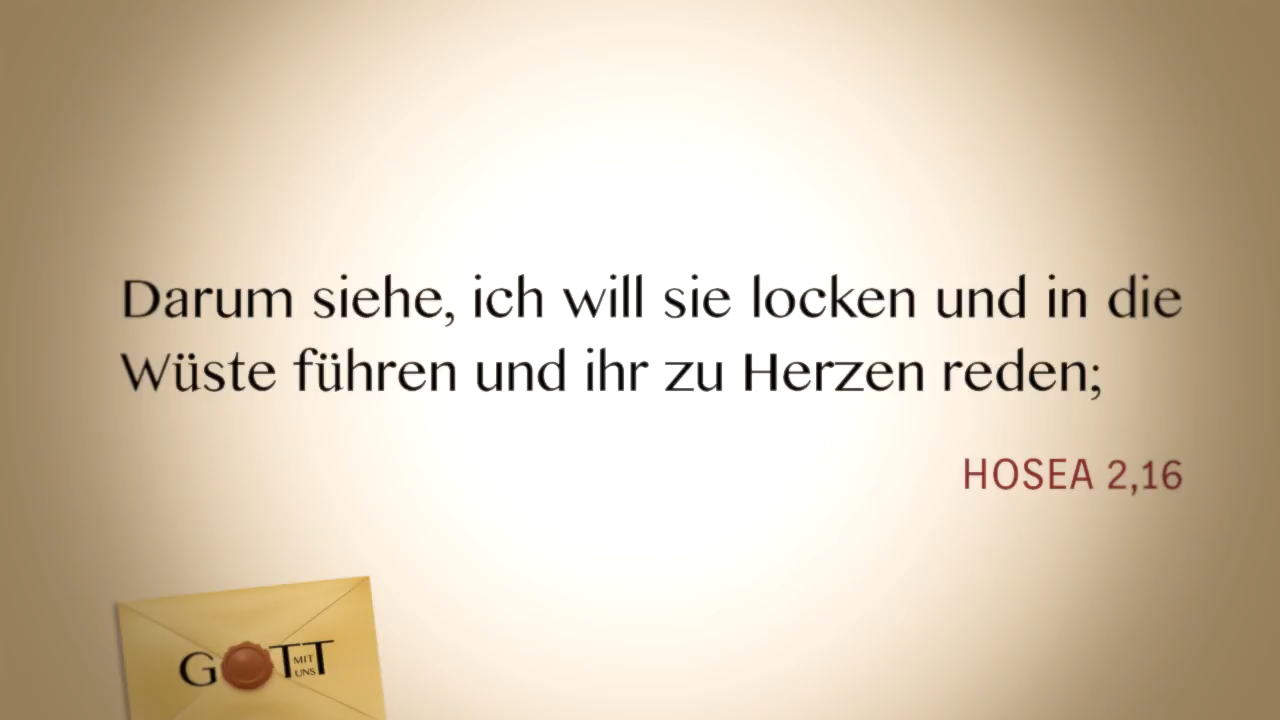 Darum siehe, ich will sie locken und in die
Wüste führen und ihr zu Herzen reden;
HOSEA 2,16
GOTT
MIT
UNS